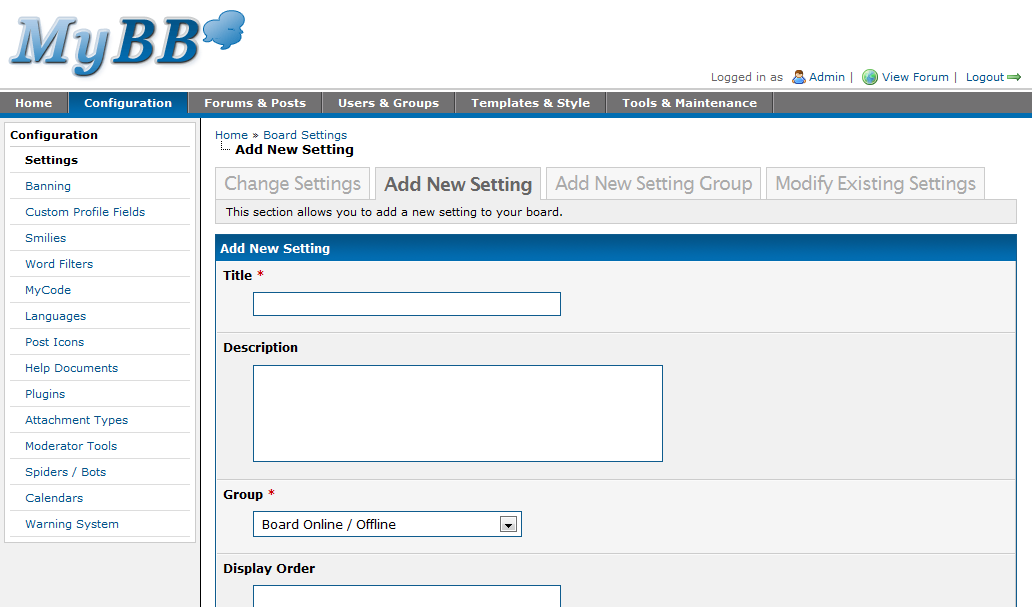 MyBB
Logged in as Admin | View Forum | Logout
Home Configuration Forums & Posts Users & Groups Templates & Style Tools & Maintenance
Configuration
Settings
Banning
Custom Profile Fields
Smilies
Word Filters
MyCode
Languages
Post Icons
Help Documents
Plugins
Attachment Types
Moderator Tools
Spiders / Bots
Calendars
Warning System
Home » Board Settings
Add New Setting
Change Settings Add New Setting Add New Setting Group Modify Existing Settings
This section allows you to add a new setting to your board.
Add New Setting
Title *
Description
Group *
Board Online / Offline
Display Order